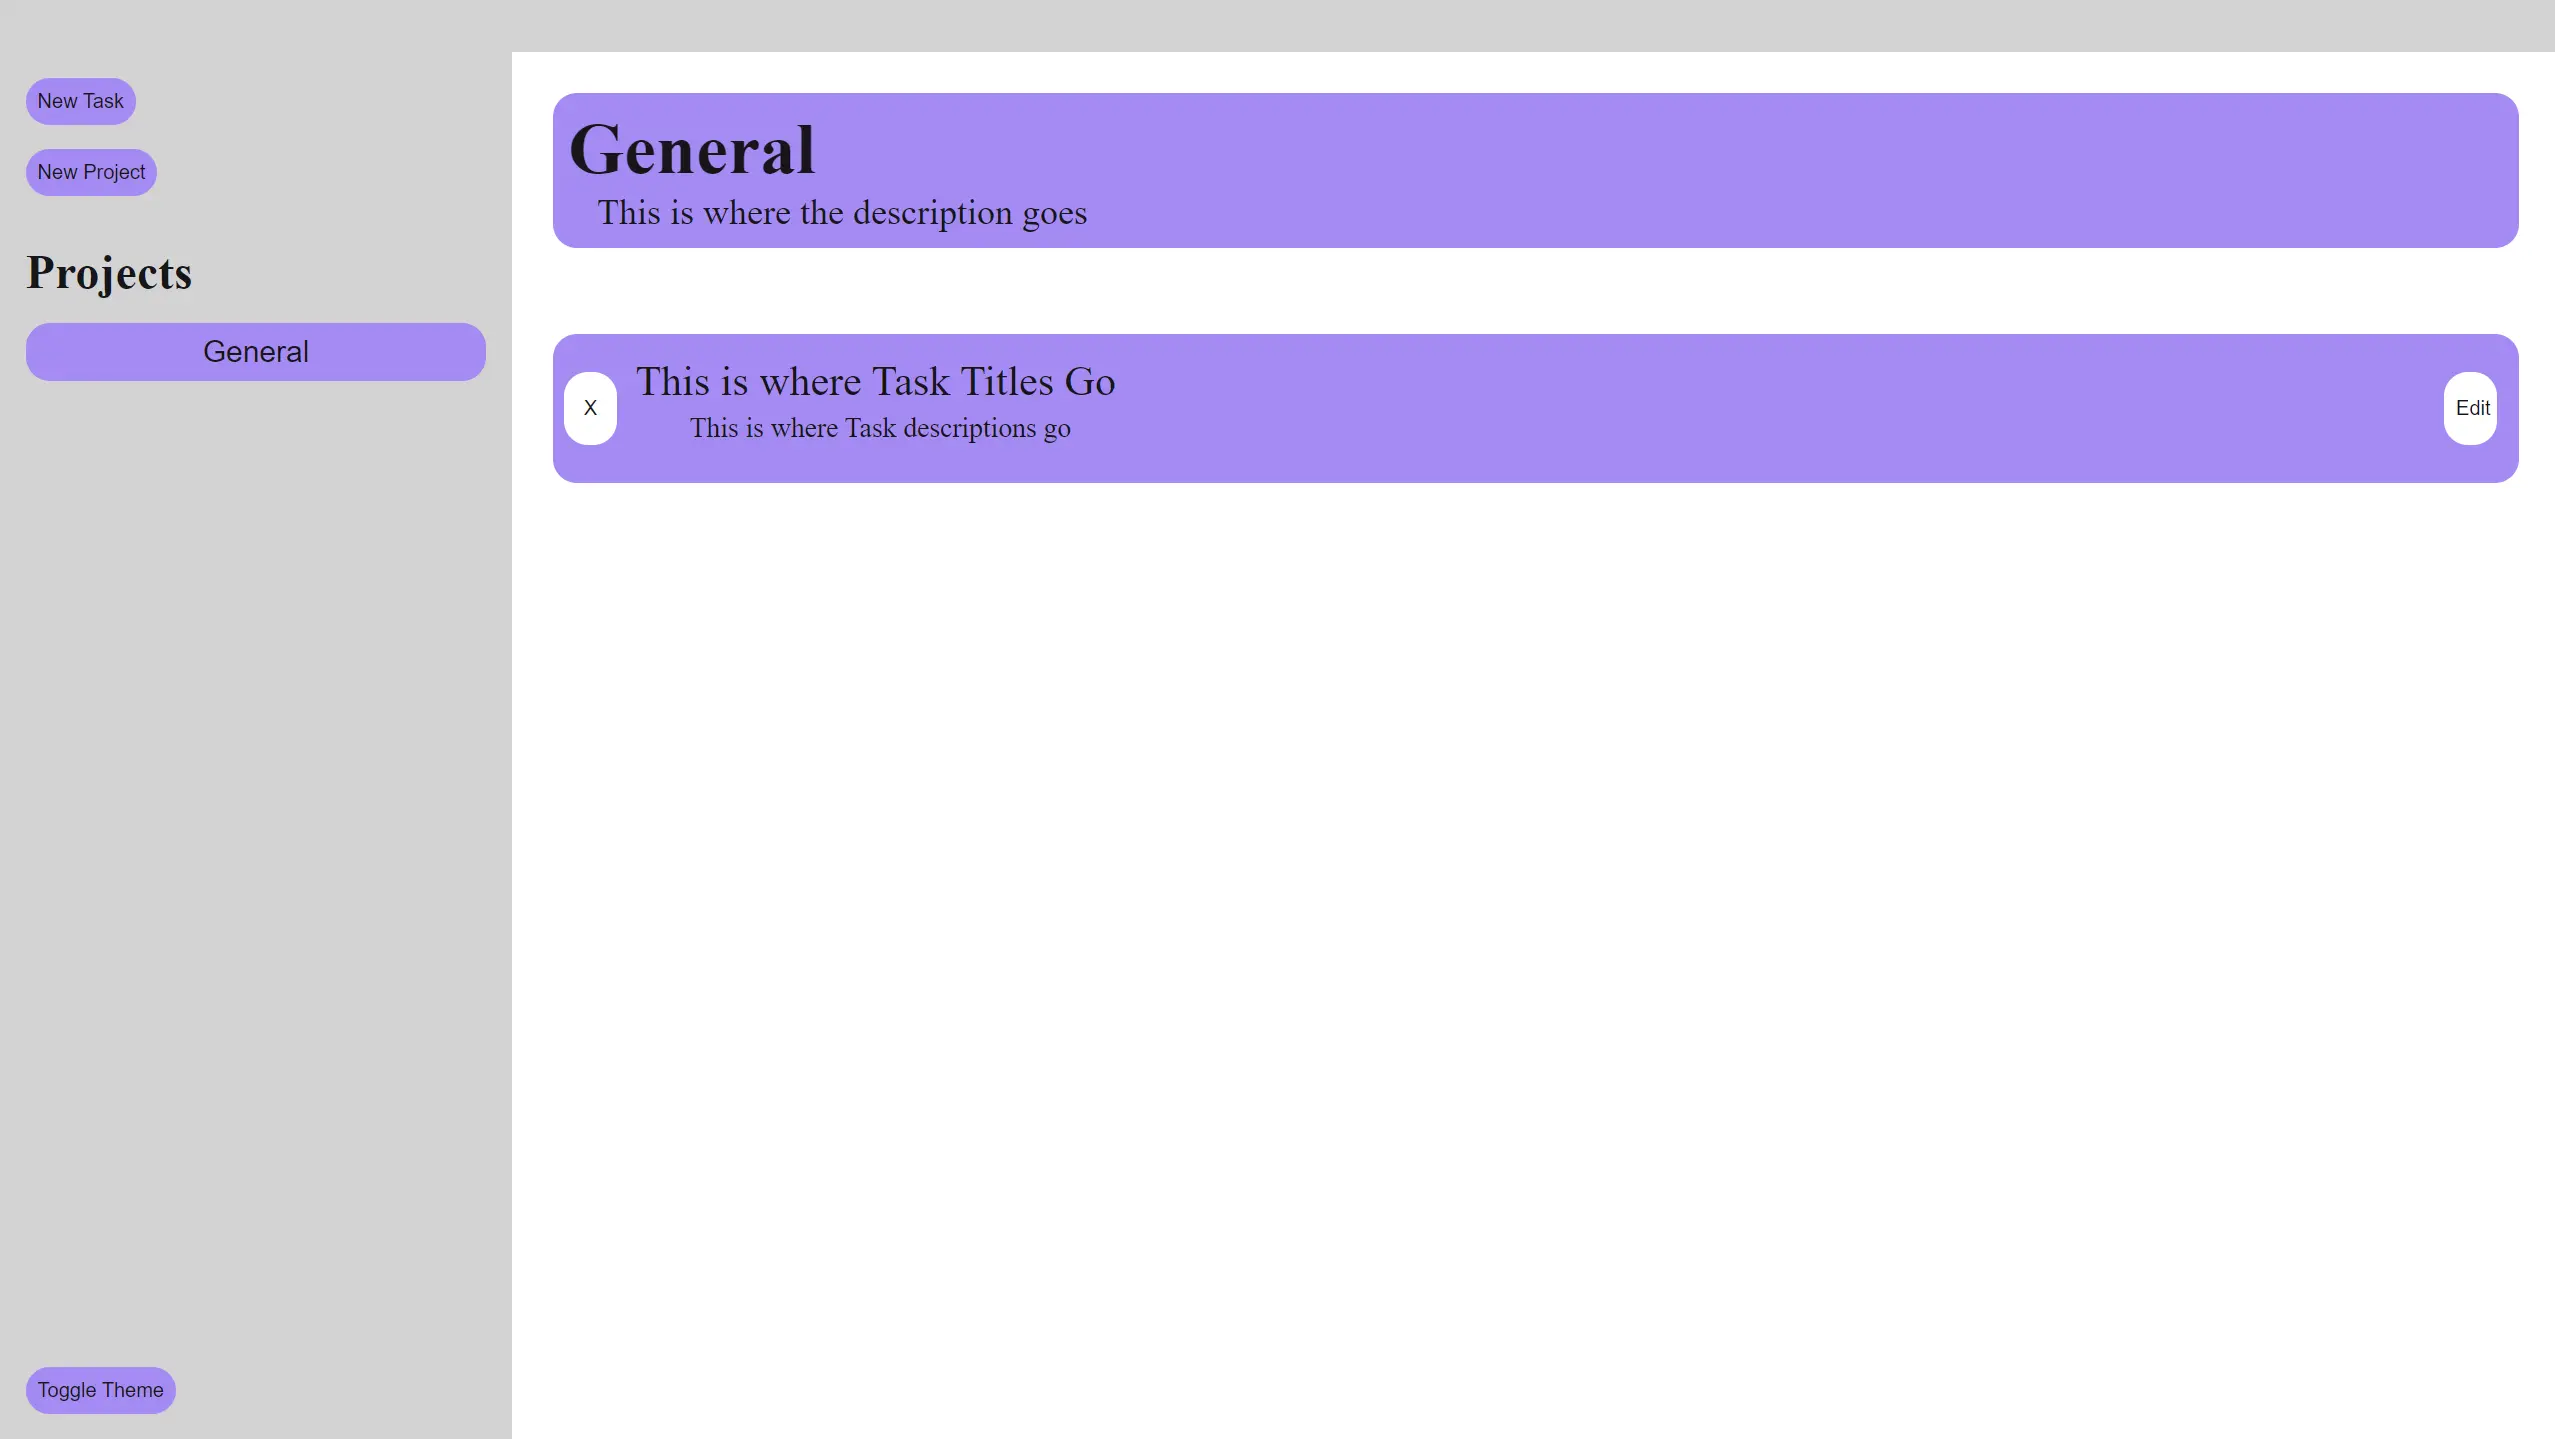 New Task
New Project
Projects
General
Toggle Theme
General
This is where the description goes
X
This is where Task Titles Go
This is where Task descriptions go
Edit